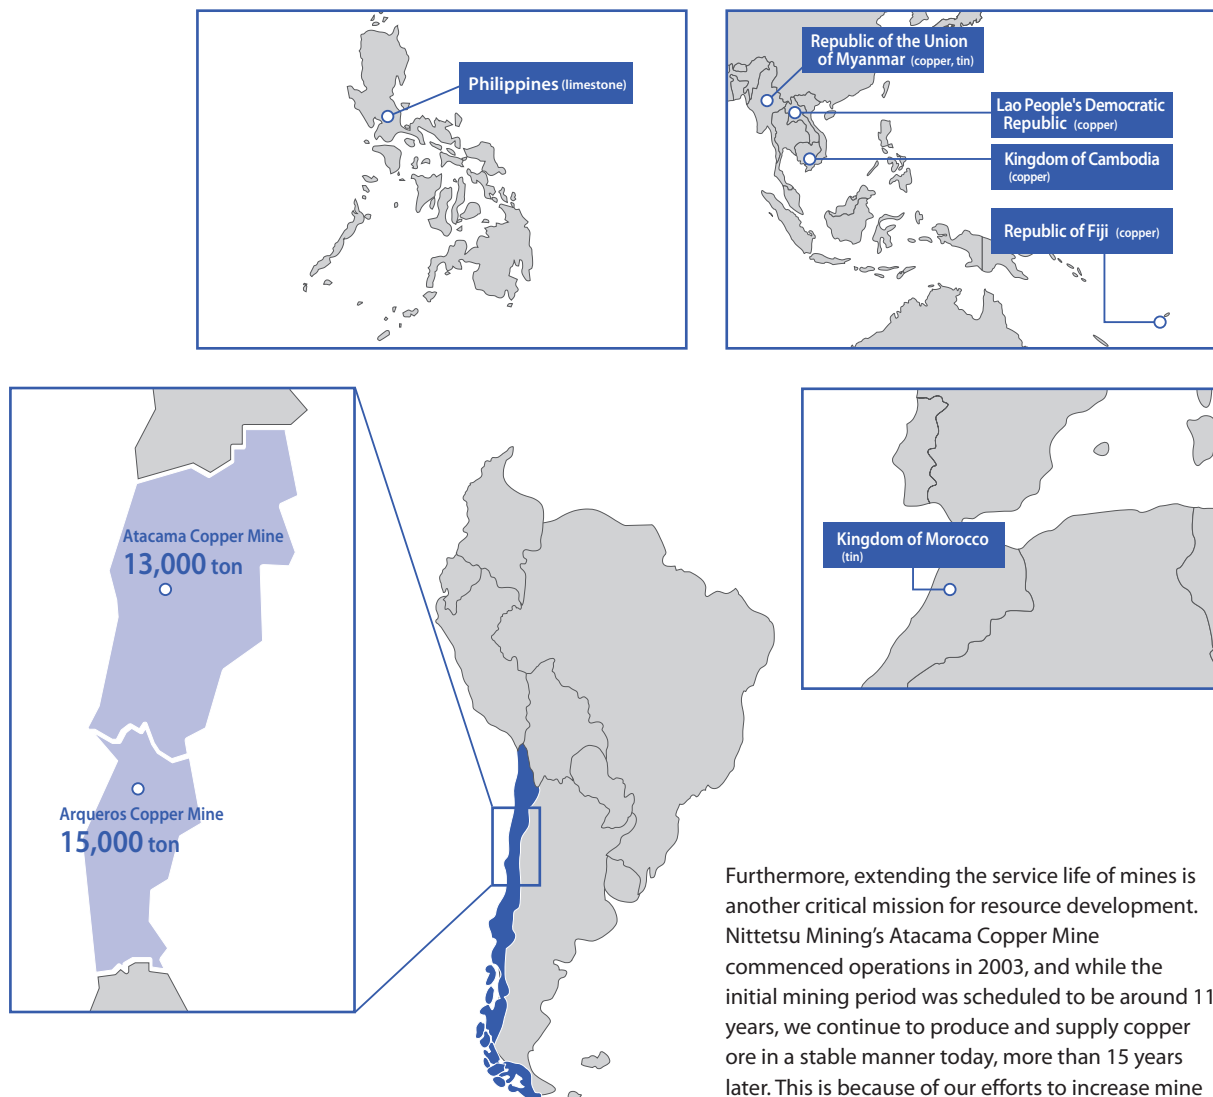 Philippines (limestone)
Republic of the Union
of Myanmar (copper, tin)
Lao People's Democratic
Republic (copper)
Kingdom of Cambodia
(copper)
Republic of Fiji (copper)
Atacama Copper Mine
13,000 ton
Arqueros Copper Mine
15,000 ton
Kingdom of Morocco
(tin)
Furthermore, extending the service life of mines is
another critical mission for resource development.
Nittetsu Mining's Atacama Copper Mine
commenced operations in 2003, and while the
initial mining period was scheduled to be around 11
years, we continue to produce and supply copper
ore in a stable manner today, more than 15 years
later. This is because of our efforts to increase mine